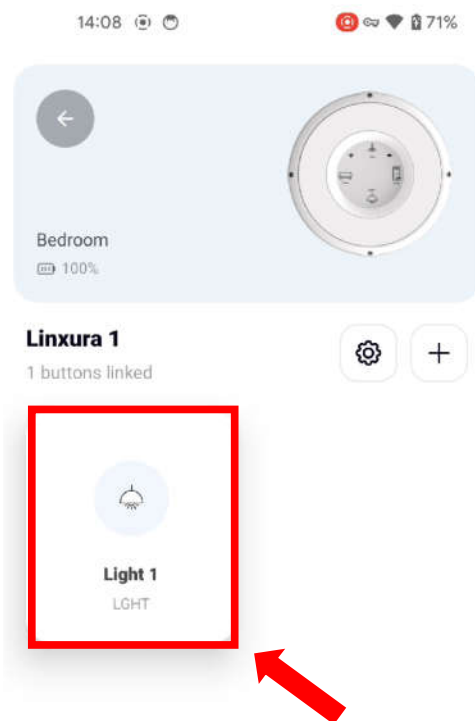 14:08 71%
Bedroom
100%
Linxura 1
1 buttons linked
Light 1
LGHT